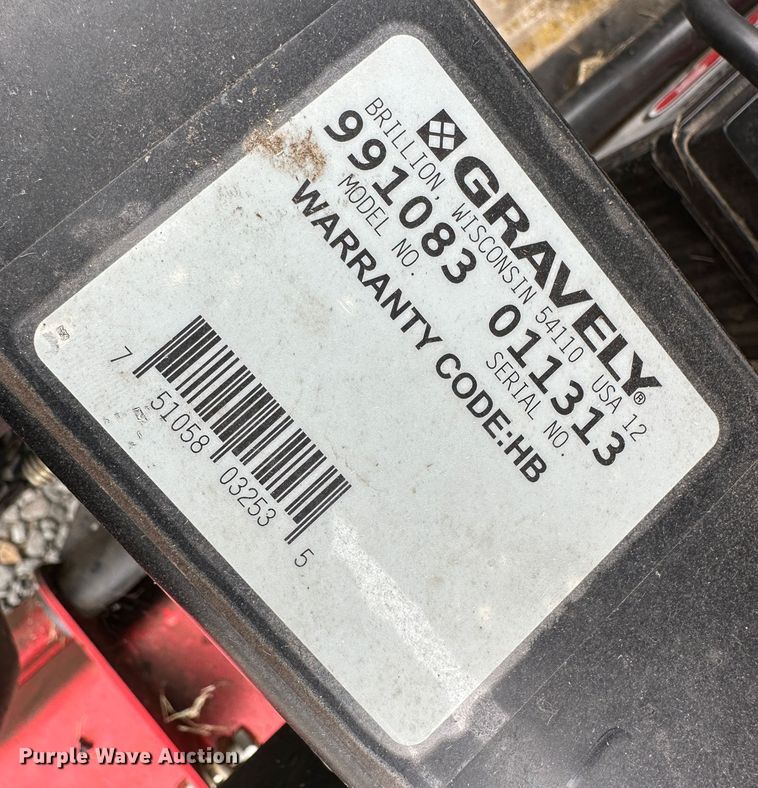 GRAVELY®
BRILLION, WISCONSIN 54110 USA 12
991083 011313
MODEL NO. SERIAL NO.
WARRANTY CODE:HB
7 51058 03253 5
Purple Wave Auction